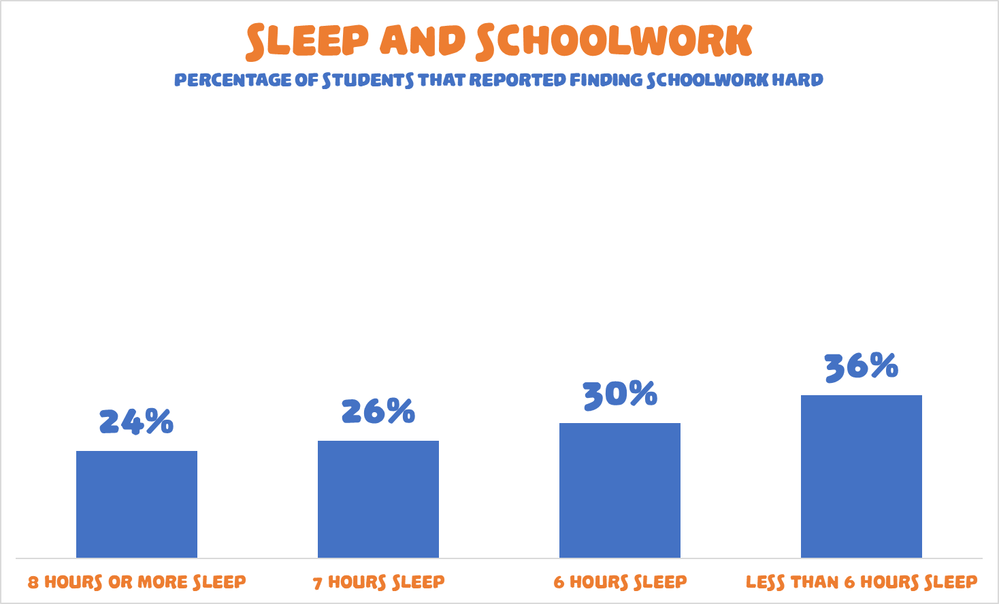 Sleep and Schoolwork
Percentage of Students that reported finding Schoolwork hard
24%
26%
30%
36%
8 hours or more sleep
7 hours sleep
6 hours sleep
Less than 6 hours sleep